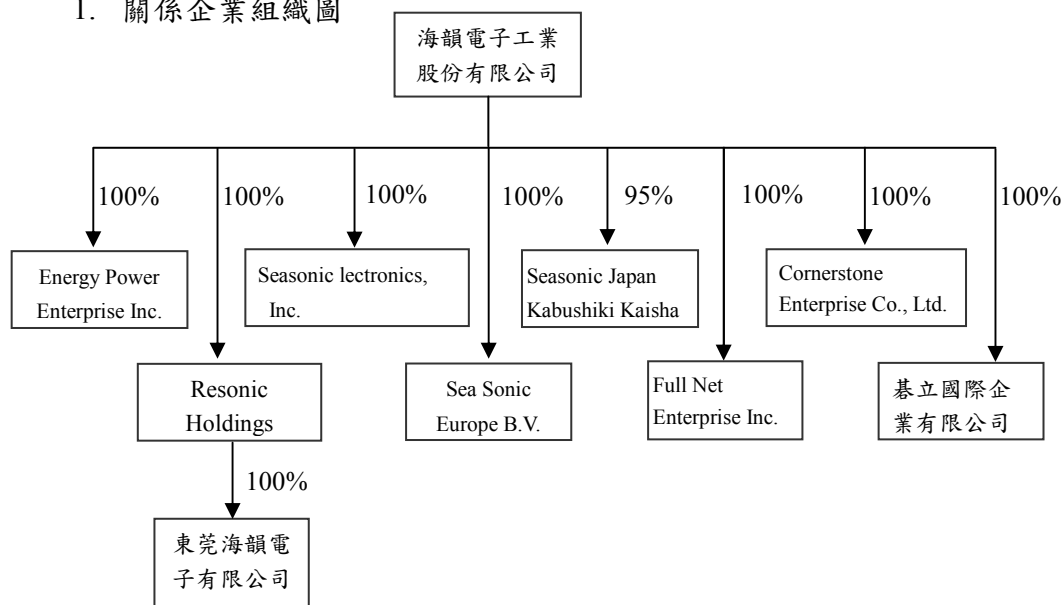 1. 關係企業組織圖
海韻電子工業
股份有限公司
100%
100%
100%
100%
95%
100%
100%
100%
Energy Power
Enterprise Inc.
Seasonic lectronics,
Inc.
Seasonic Japan
Kabushiki Kaisha
Cornerstone
Enterprise Co., Ltd.
Resonic
Holdings
Sea Sonic
Europe B.V.
Full Net
Enterprise Inc.
碁立國際企
業有限公司
100%
東莞海韻電
子有限公司